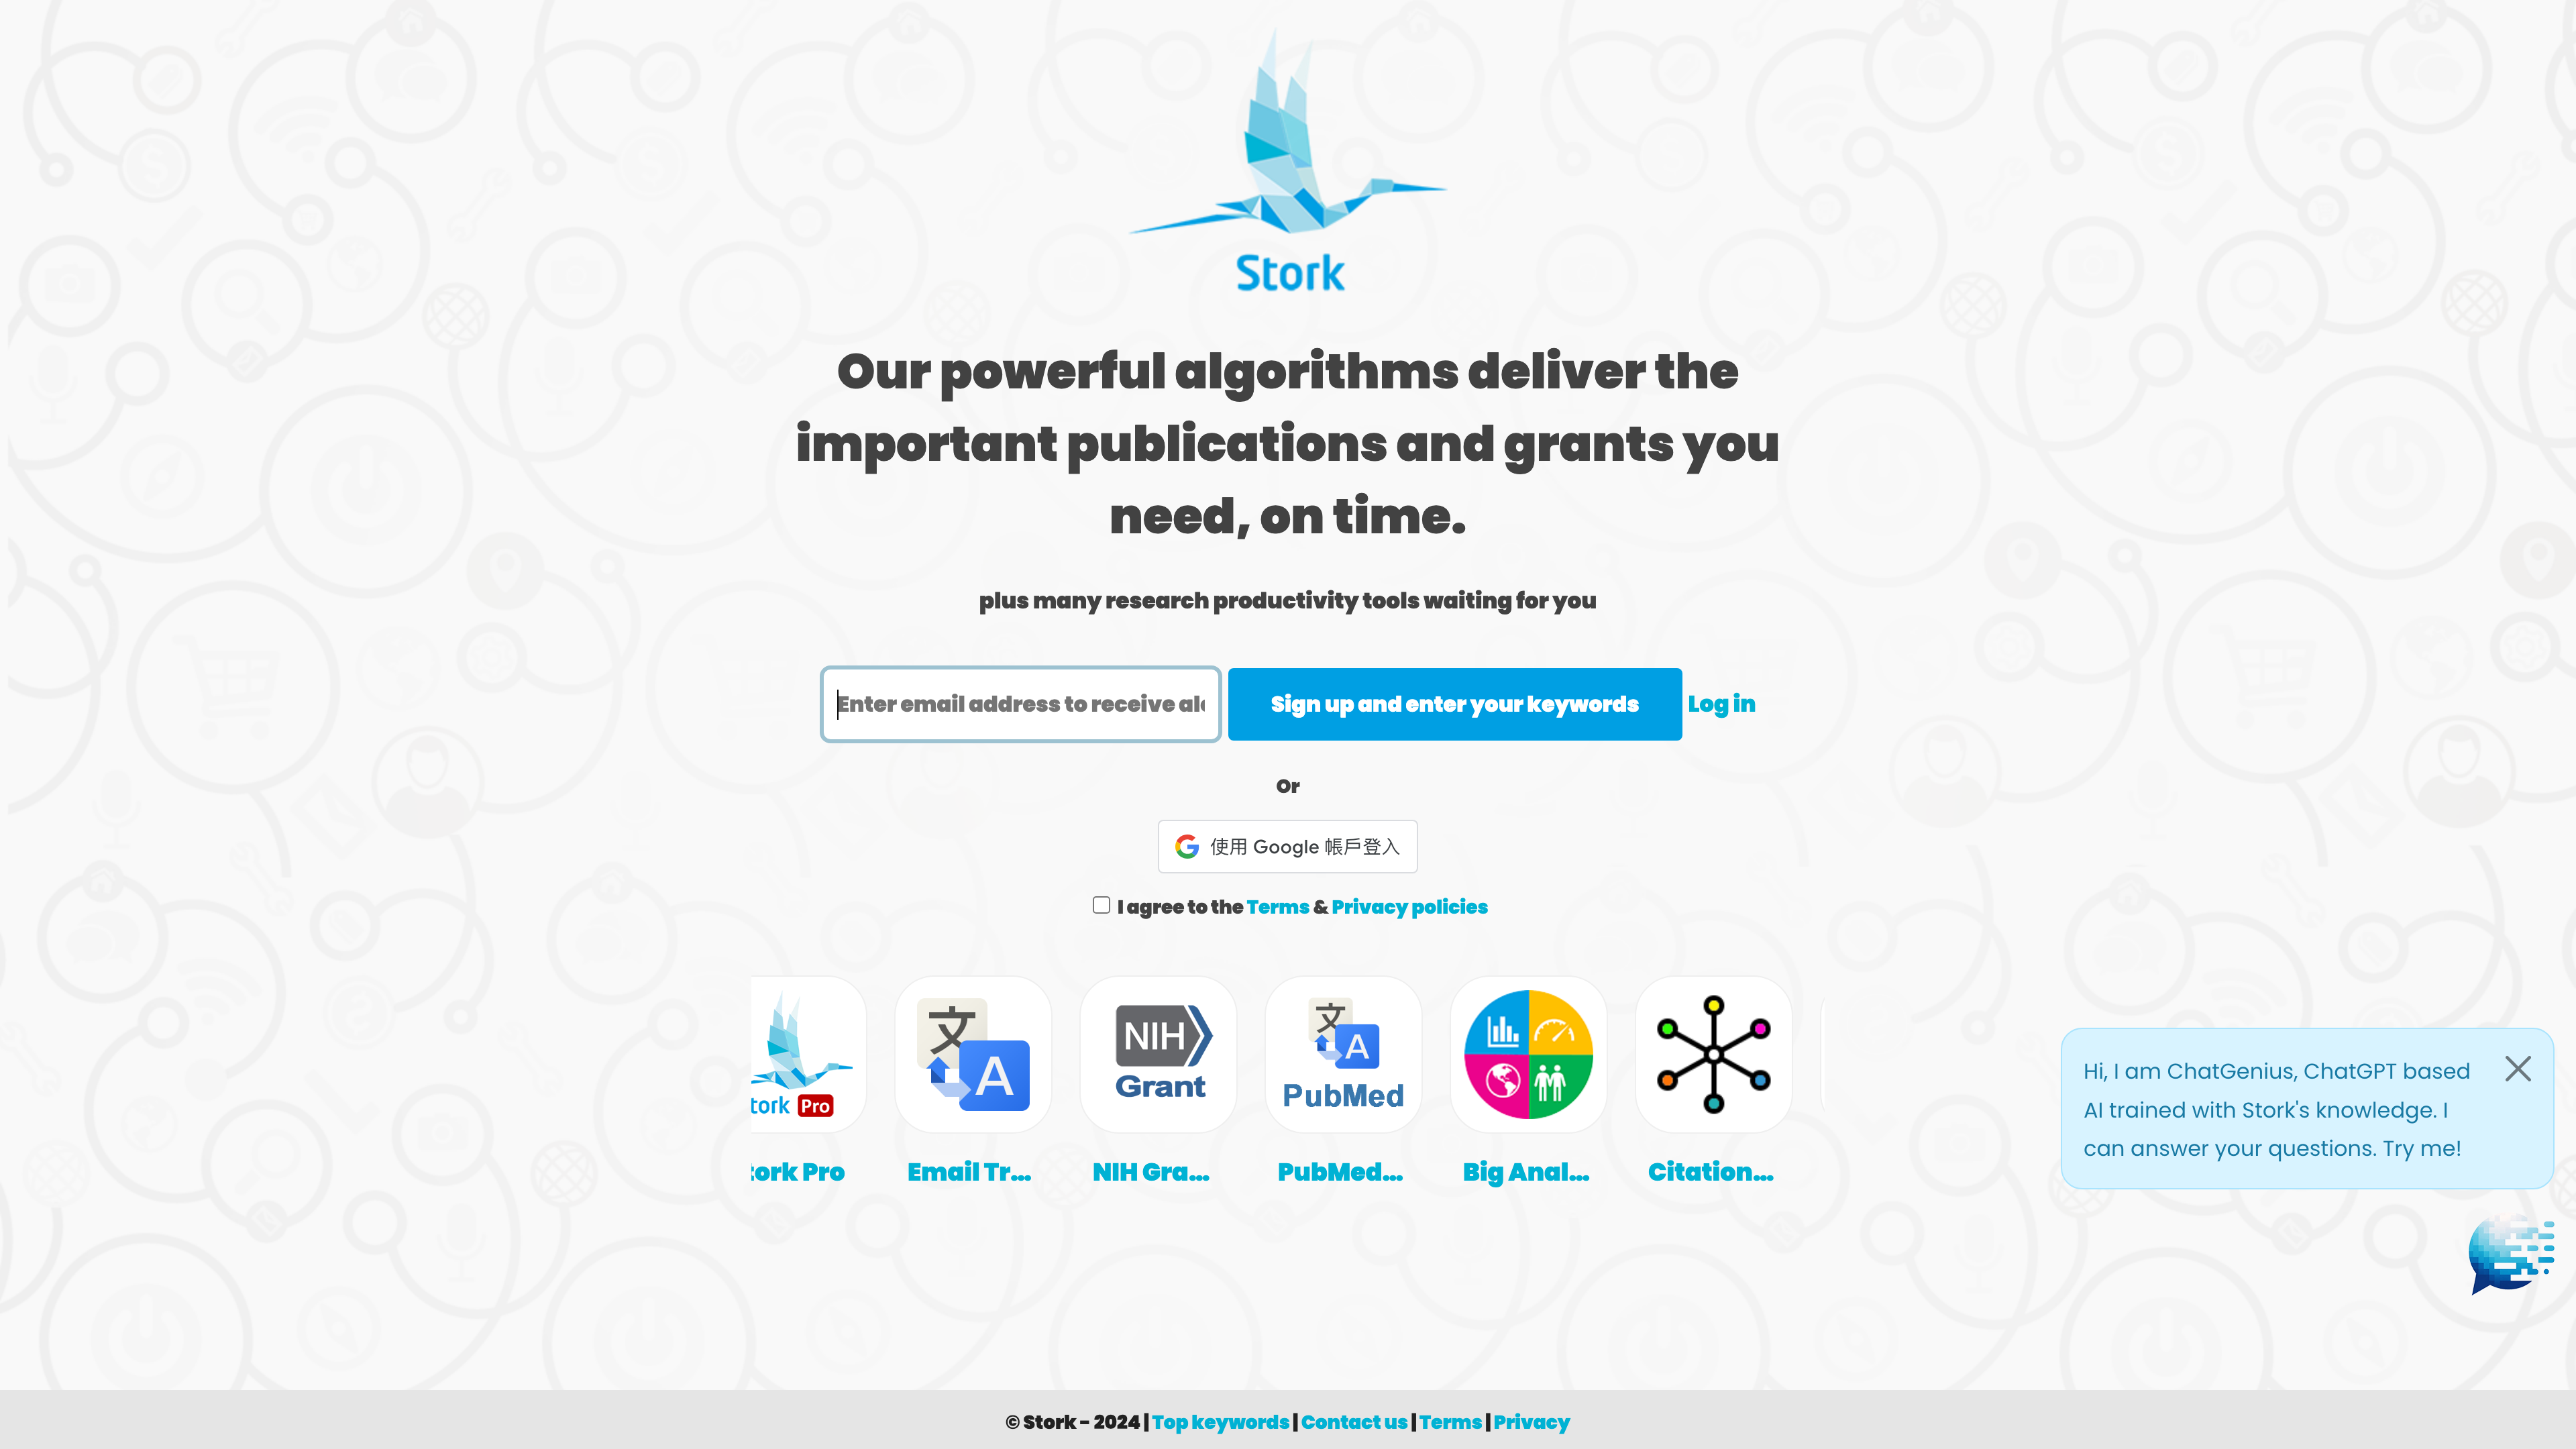 Stork
Our powerful algorithms deliver the
important publications and grants you
need, on time.
plus many research productivity tools waiting for you
Enter email address to receive
Sign up and enter your keywords
Log in
Or
使用 Google 帳戶登入
I agree to the Terms & Privacy policies
tork Pro
文
A
NIH
Grant
文
A
PubMed
tork Pro
Email Tr...
NIH Gra...
PubMed...
Big Anal...
Citation...
Hi, I am ChatGenius, ChatGPT based
AI trained with Stork's knowledge. I
can answer your questions. Try me!
© Stork - 2024 | Top keywords | Contact us | Terms | Privacy